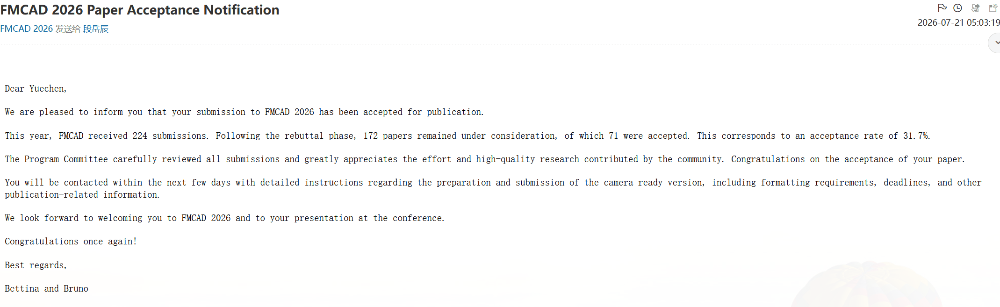 FMCAD 2026 Paper Acceptance Notification
2026-07-21 05:03:19
FMCAD 2026 发送给 段岳辰
Dear Yuechen,
We are pleased to inform you that your submission to FMCAD 2026 has been accepted for publication.
This year, FMCAD received 224 submissions. Following the rebuttal phase, 172 papers remained under consideration, of which 71 were accepted. This corresponds to an acceptance rate of 31.7%.
The Program Committee carefully reviewed all submissions and greatly appreciates the effort and high-quality research contributed by the community. Congratulations on the acceptance of your paper.
You will be contacted within the next few days with detailed instructions regarding the preparation and submission of the camera-ready version, including formatting requirements, deadlines, and other
publication-related information.
We look forward to welcoming you to FMCAD 2026 and to your presentation at the conference.
Congratulations once again!
Best regards,
Bettina and Bruno